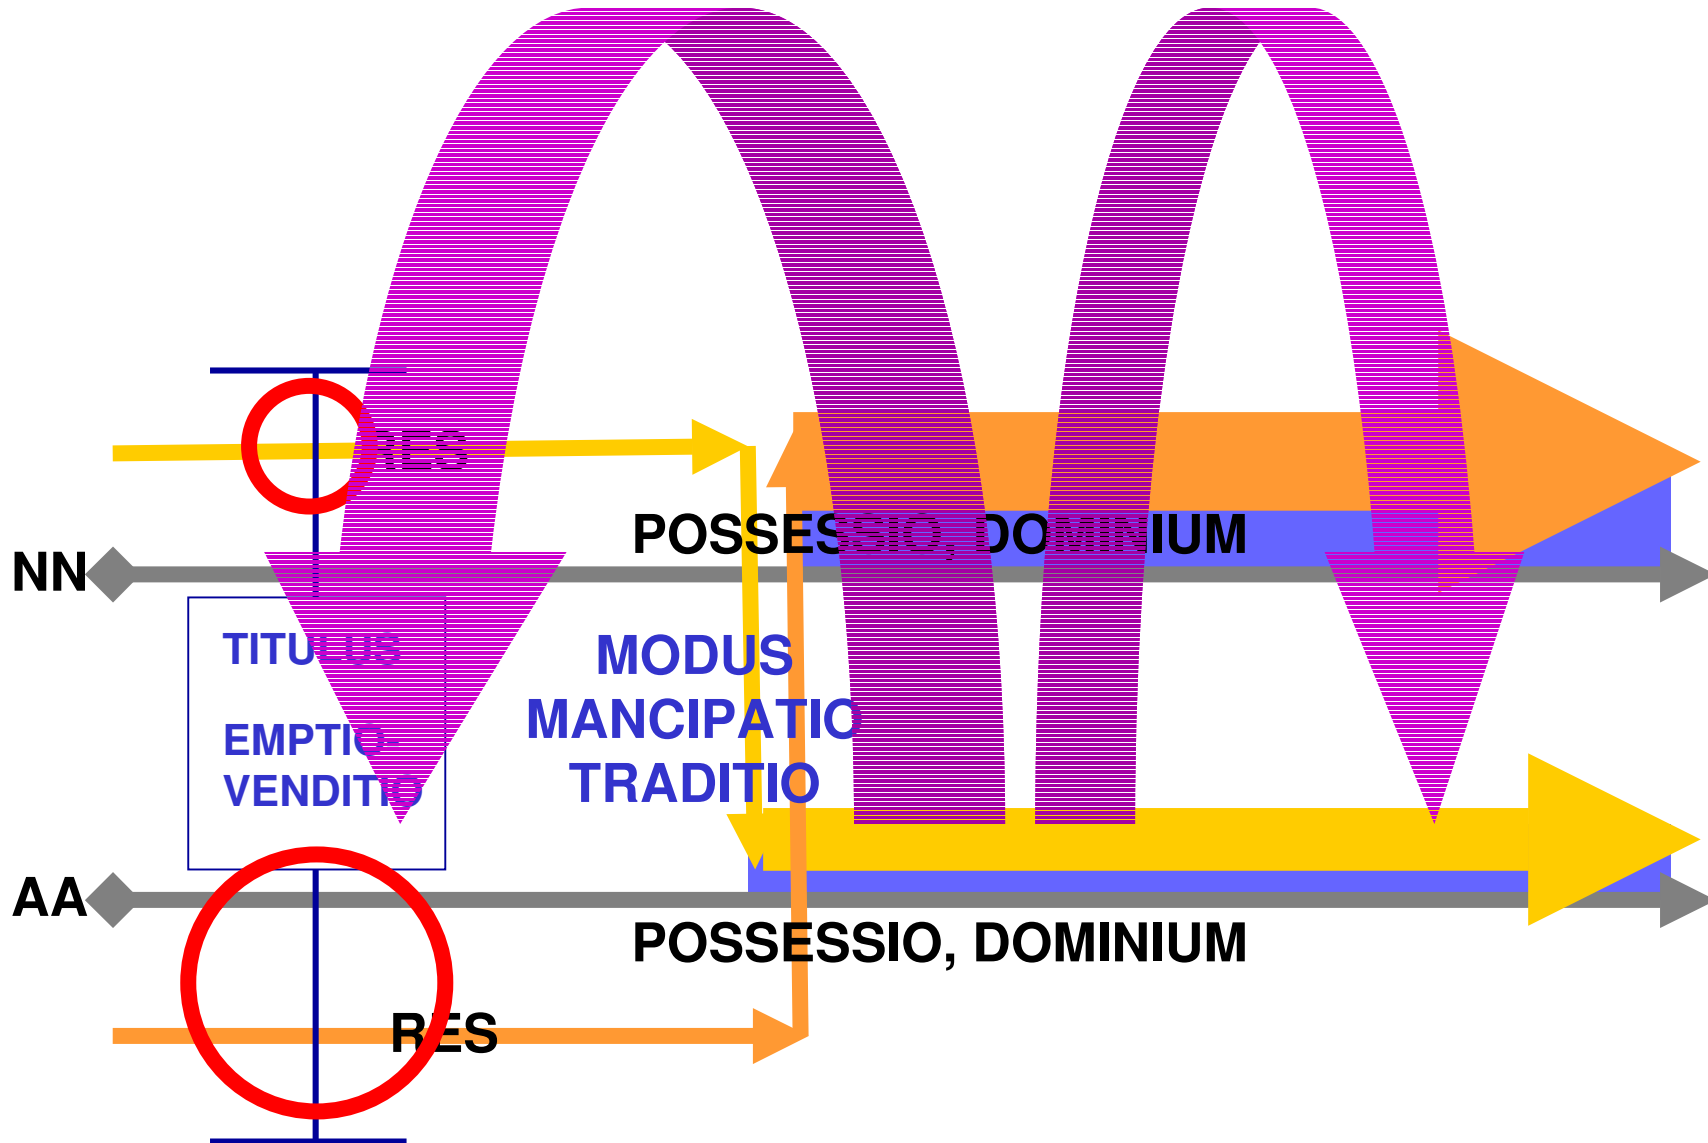 RES
POSSESSIO, DOMINIUM
NN
TITULUS
EMPTIO-
VENDITIO
MODUS
MANCIPATIO
TRADITIO
AA
POSSESSIO, DOMINIUM
RES